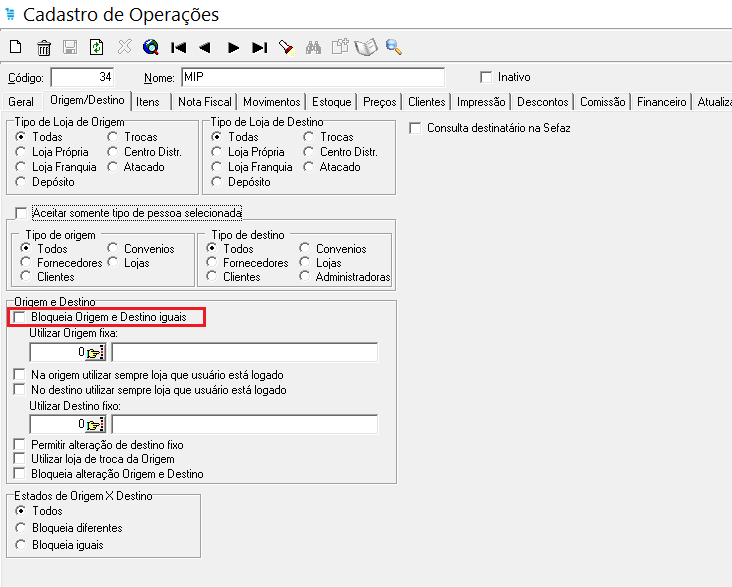 Cadastro de Operações
Código: 34 Nome: MIP Inativo
Geral Origem/Destino Itens Nota Fiscal Movimentos Estoque Preços Clientes Impressão Descontos Comissão Financeiro Atualiza
Tipo de Loja de Origem Tipo de Loja de Destino
Todas Trocas Todas Trocas Consulta destinatário na Sefaz
Loja Própria Centro Distr. Loja Própria Centro Distr.
Loja Franquia Atacado Loja Franquia Atacado
Depósito Depósito
Aceitar somente tipo de pessoa selecionada
Tipo de origem Tipo de destino
Todos Convenios Todos Convenios
Fornecedores Lojas Fornecedores Lojas
Clientes Clientes Administradoras
Origem e Destino
Bloqueia Origem e Destino iguais
Utilizar Origem fixa:
0
Na origem utilizar sempre loja que usuário está logado
No destino utilizar sempre loja que usuário está logado
Utilizar Destino fixo:
0
Permitir alteração de destino fixo
Utilizar loja de troca da Origem
Bloqueia alteração Origem e Destino
Estados de Origem X Destino
Todos
Bloqueia diferentes
Bloqueia iguais